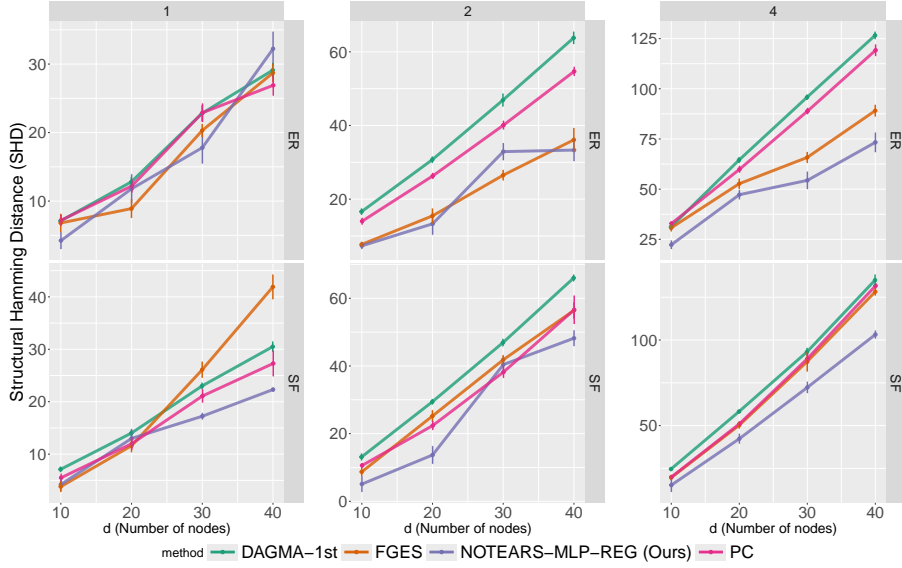 1
2
4
Structural Hamming Distance (SHD)
30
20
10
60
40
20
125
100
75
50
25
ER
ER
ER
40
30
20
10
60
40
20
0
100
50
SF
SF
SF
10 20 30 40
10 20 30 40
10 20 30 40
d (Number of nodes)
d (Number of nodes)
d (Number of nodes)
method DAGMA-1st FGES NOTEARS-MLP-REG (Ours) PC